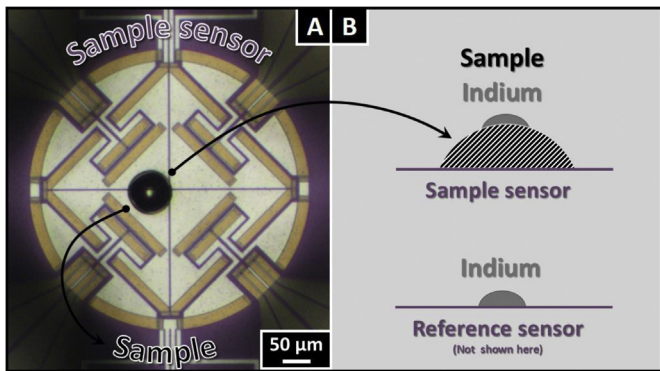 Sample sensor
A
B
Sample
50 µm
Sample
Indium
Sample sensor
Indium
Reference sensor
(Not shown here)